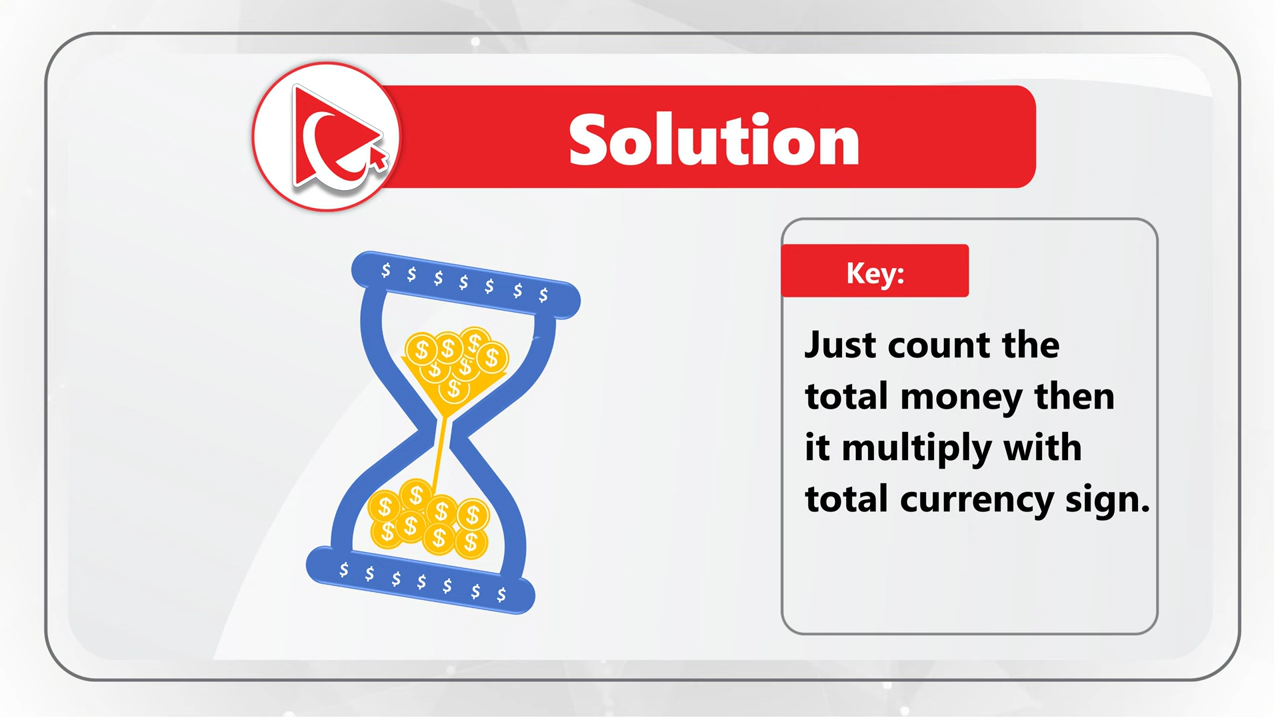 Solution
$ $ $ $ $ $ $
$ $ $ $
$ $ $
$ $ $ $
$ $ $ $
$ $ $ $ $ $ $
Key:
Just count the
total money then
it multiply with
total currency sign.